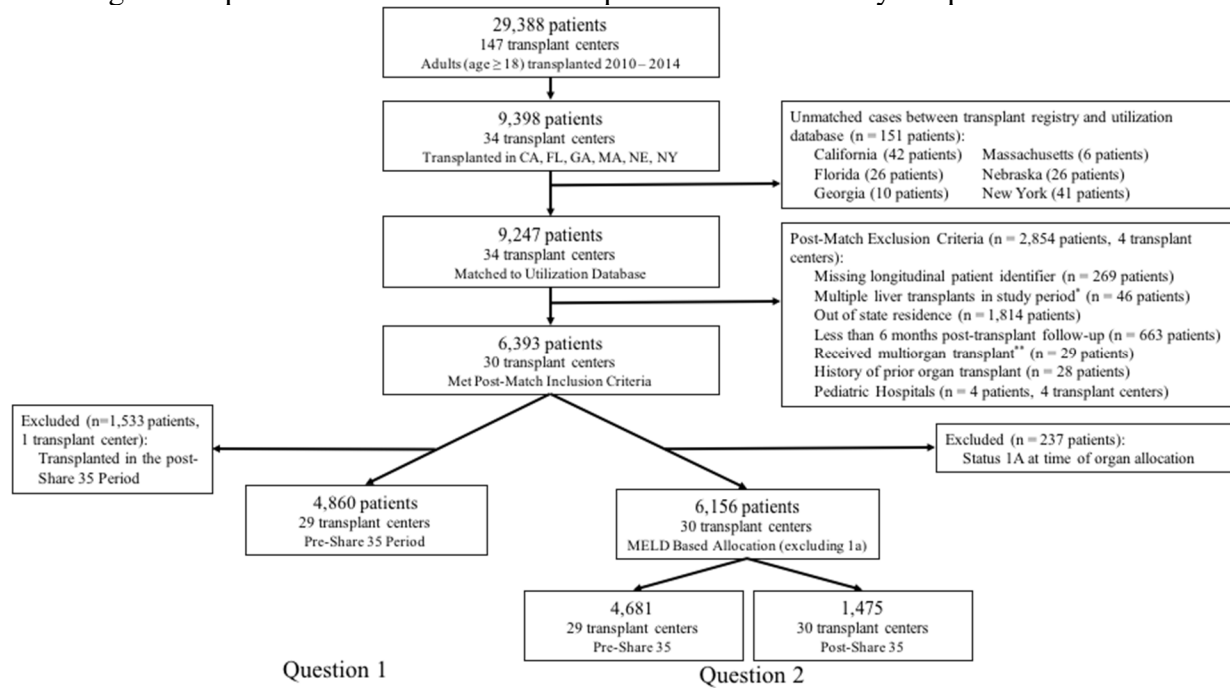 29,388 patients
147 transplant centers
Adults (age ≥ 18) transplanted 2010 – 2014
9,398 patients
34 transplant centers
Transplanted in CA, FL, GA, MA, NE, NY
Unmatched cases between transplant registry and utilization
database (n = 151 patients):
California (42 patients) Massachusetts (6 patients)
Florida (26 patients) Nebraska (26 patients)
Georgia (10 patients) New York (41 patients)
9,247 patients
34 transplant centers
Matched to Utilization Database
Post-Match Exclusion Criteria (n = 2,854 patients, 4 transplant
centers):
Missing longitudinal patient identifier (n = 269 patients)
Multiple liver transplants in study period* (n = 46 patients)
Out of state residence (n = 1,814 patients)
Less than 6 months post-transplant follow-up (n = 663 patients)
Received multiorgan transplant** (n = 29 patients)
History of prior organ transplant (n = 28 patients)
Pediatric Hospitals (n = 4 patients, 4 transplant centers)
6,393 patients
30 transplant centers
Met Post-Match Inclusion Criteria
Excluded (n=1,533 patients,
1 transplant center):
Transplanted in the post-
Share 35 Period
Excluded (n = 237 patients):
Status 1A at time of organ allocation
4,860 patients
29 transplant centers
Pre-Share 35 Period
6,156 patients
30 transplant centers
MELD Based Allocation (excluding 1a)
4,681
29 transplant centers
Pre-Share 35
1,475
30 transplant centers
Post-Share 35
Question 1
Question 2